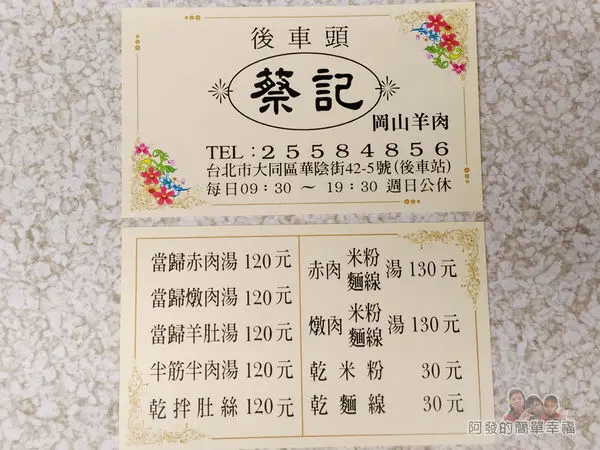 後車頭
蔡記
岡山羊肉
TEL:25584856
台北市大同區華陰街42-5號(後車站)
每日09:30～19:30 週日公休
當歸赤肉湯 120元
當歸燉肉湯 120元
當歸羊肚湯 120元
半筋半肉湯 120元
乾拌肚絲 120元
赤肉 米粉 麵線 湯 130元
燉肉 米粉 麵線 湯 130元
乾米粉 30元
乾麵線 30元
阿發的簡單幸福